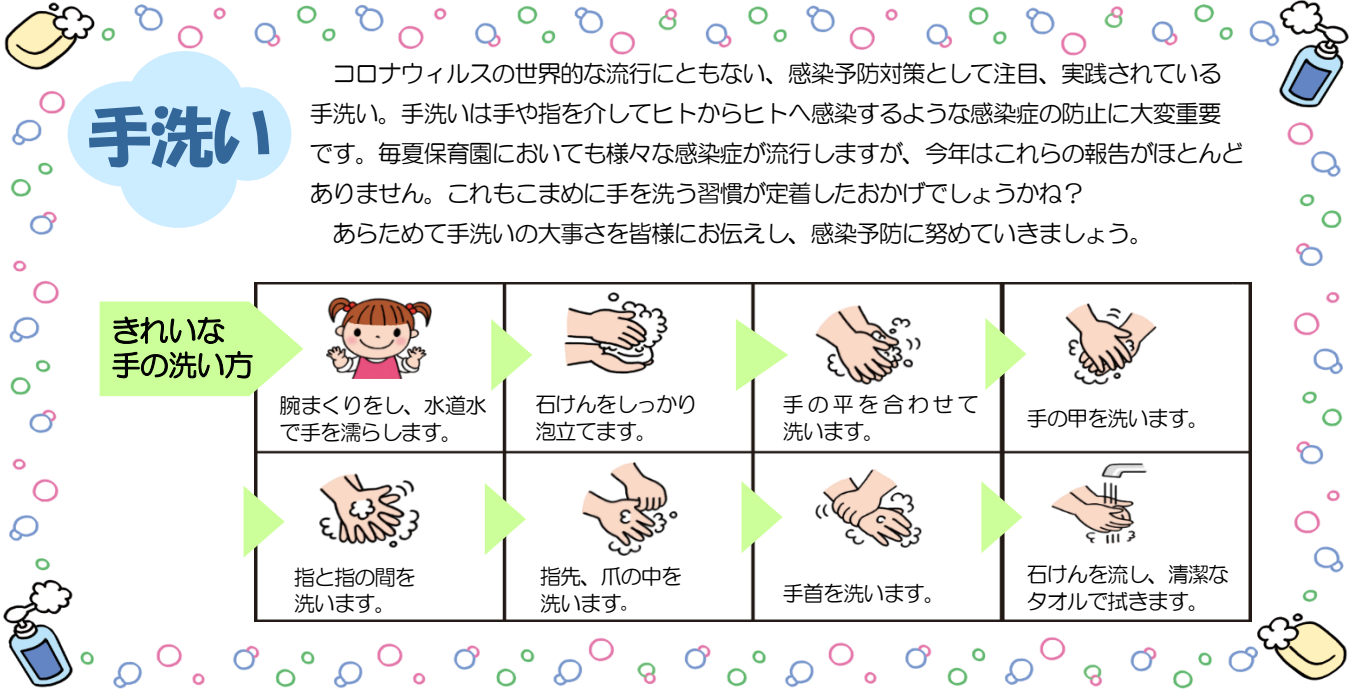 手洗い
コロナウィルスの世界的な流行にともない、感染予防対策として注目、実践されている
手洗い。手洗いは手や指を介してヒトからヒトへ感染するような感染症の防止に大変重要
です。毎夏保育園においても様々な感染症が流行しますが、今年はこれらの報告がほとんど
ありません。これもこまめに手を洗う習慣が定着したおかげでしょうかね？
あらためて手洗いの大事さを皆様にお伝えし、感染予防に努めていきましょう。
きれいな
手の洗い方
腕まくりをし、水道水
で手を濡らします。
石けんをしっかり
泡立てます。
手の平を合わせて
洗います。
手の甲を洗います。
指と指の間を
洗います。
指先、爪の中を
洗います。
手首を洗います。
石けんを流し、清潔な
タオルで拭きます。